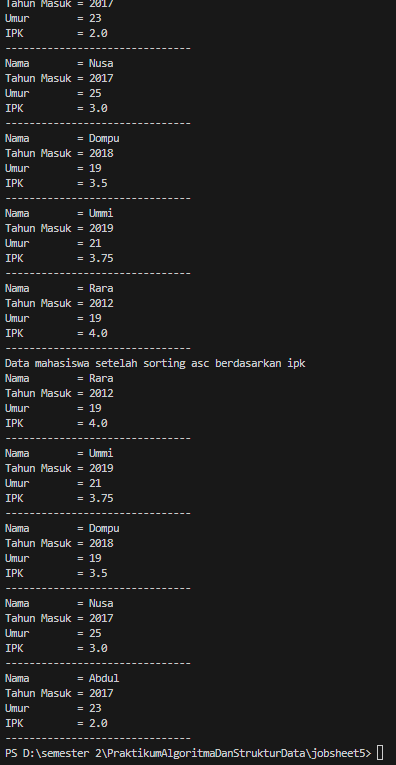 Tahun Masuk = 2017
Umur        = 23
IPK         = 2.0
-------------------------------
Nama        = Nusa
Tahun Masuk = 2017
Umur        = 25
IPK         = 3.0
-------------------------------
Nama        = Dompu
Tahun Masuk = 2018
Umur        = 19
IPK         = 3.5
-------------------------------
Nama        = Ummi
Tahun Masuk = 2019
Umur        = 21
IPK         = 3.75
-------------------------------
Nama        = Rara
Tahun Masuk = 2012
Umur        = 19
IPK         = 4.0
-------------------------------
Data mahasiswa setelah sorting asc berdasarkan ipk
Nama        = Rara
Tahun Masuk = 2012
Umur        = 19
IPK         = 4.0
-------------------------------
Nama        = Ummi
Tahun Masuk = 2019
Umur        = 21
IPK         = 3.75
-------------------------------
Nama        = Dompu
Tahun Masuk = 2018
Umur        = 19
IPK         = 3.5
-------------------------------
Nama        = Nusa
Tahun Masuk = 2017
Umur        = 25
IPK         = 3.0
-------------------------------
Nama        = Abdul
Tahun Masuk = 2017
Umur        = 23
IPK         = 2.0
-------------------------------
PS D:\semester 2\PraktikumAlgoritmaDanStrukturData\jobsheet5>